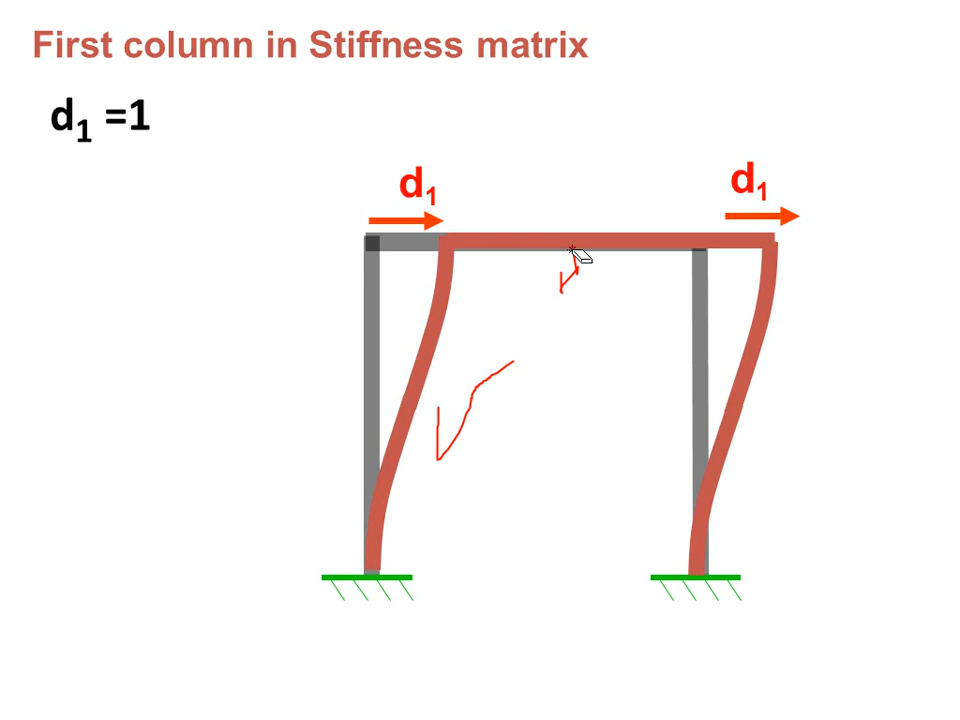 First column in Stiffness matrix
d₁ =1
d₁
d₁